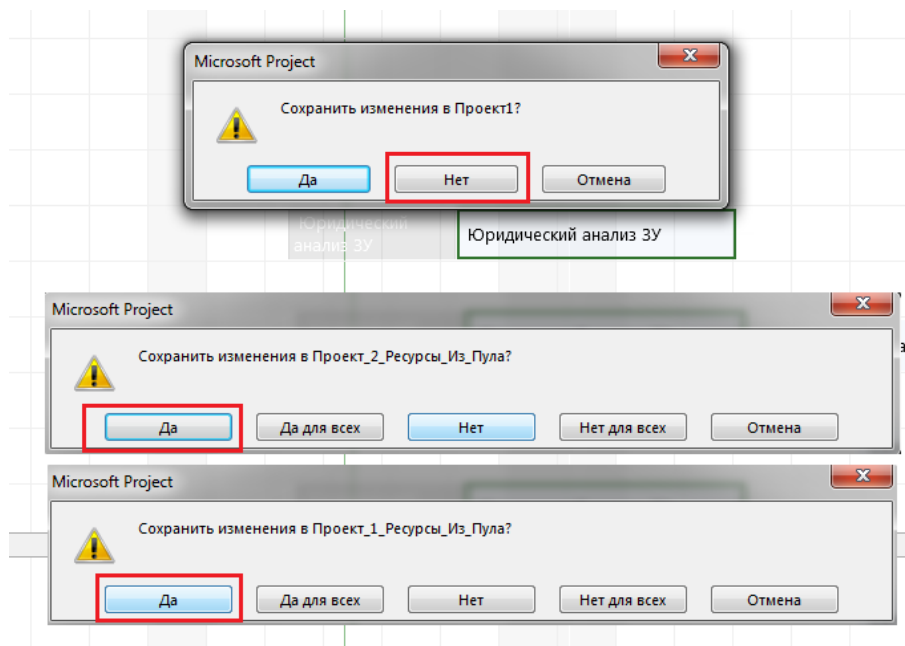 Microsoft Project
Сохранить изменения в Проект1?
Да Нет Отмена
Юридический
анализ ЗУ
Юридический анализ ЗУ
Microsoft Project
Сохранить изменения в Проект_2_Ресурсы_Из_Пула?
Да Да для всех Нет Нет для всех Отмена
Microsoft Project
Сохранить изменения в Проект_1_Ресурсы_Из_Пула?
Да Да для всех Нет Нет для всех Отмена